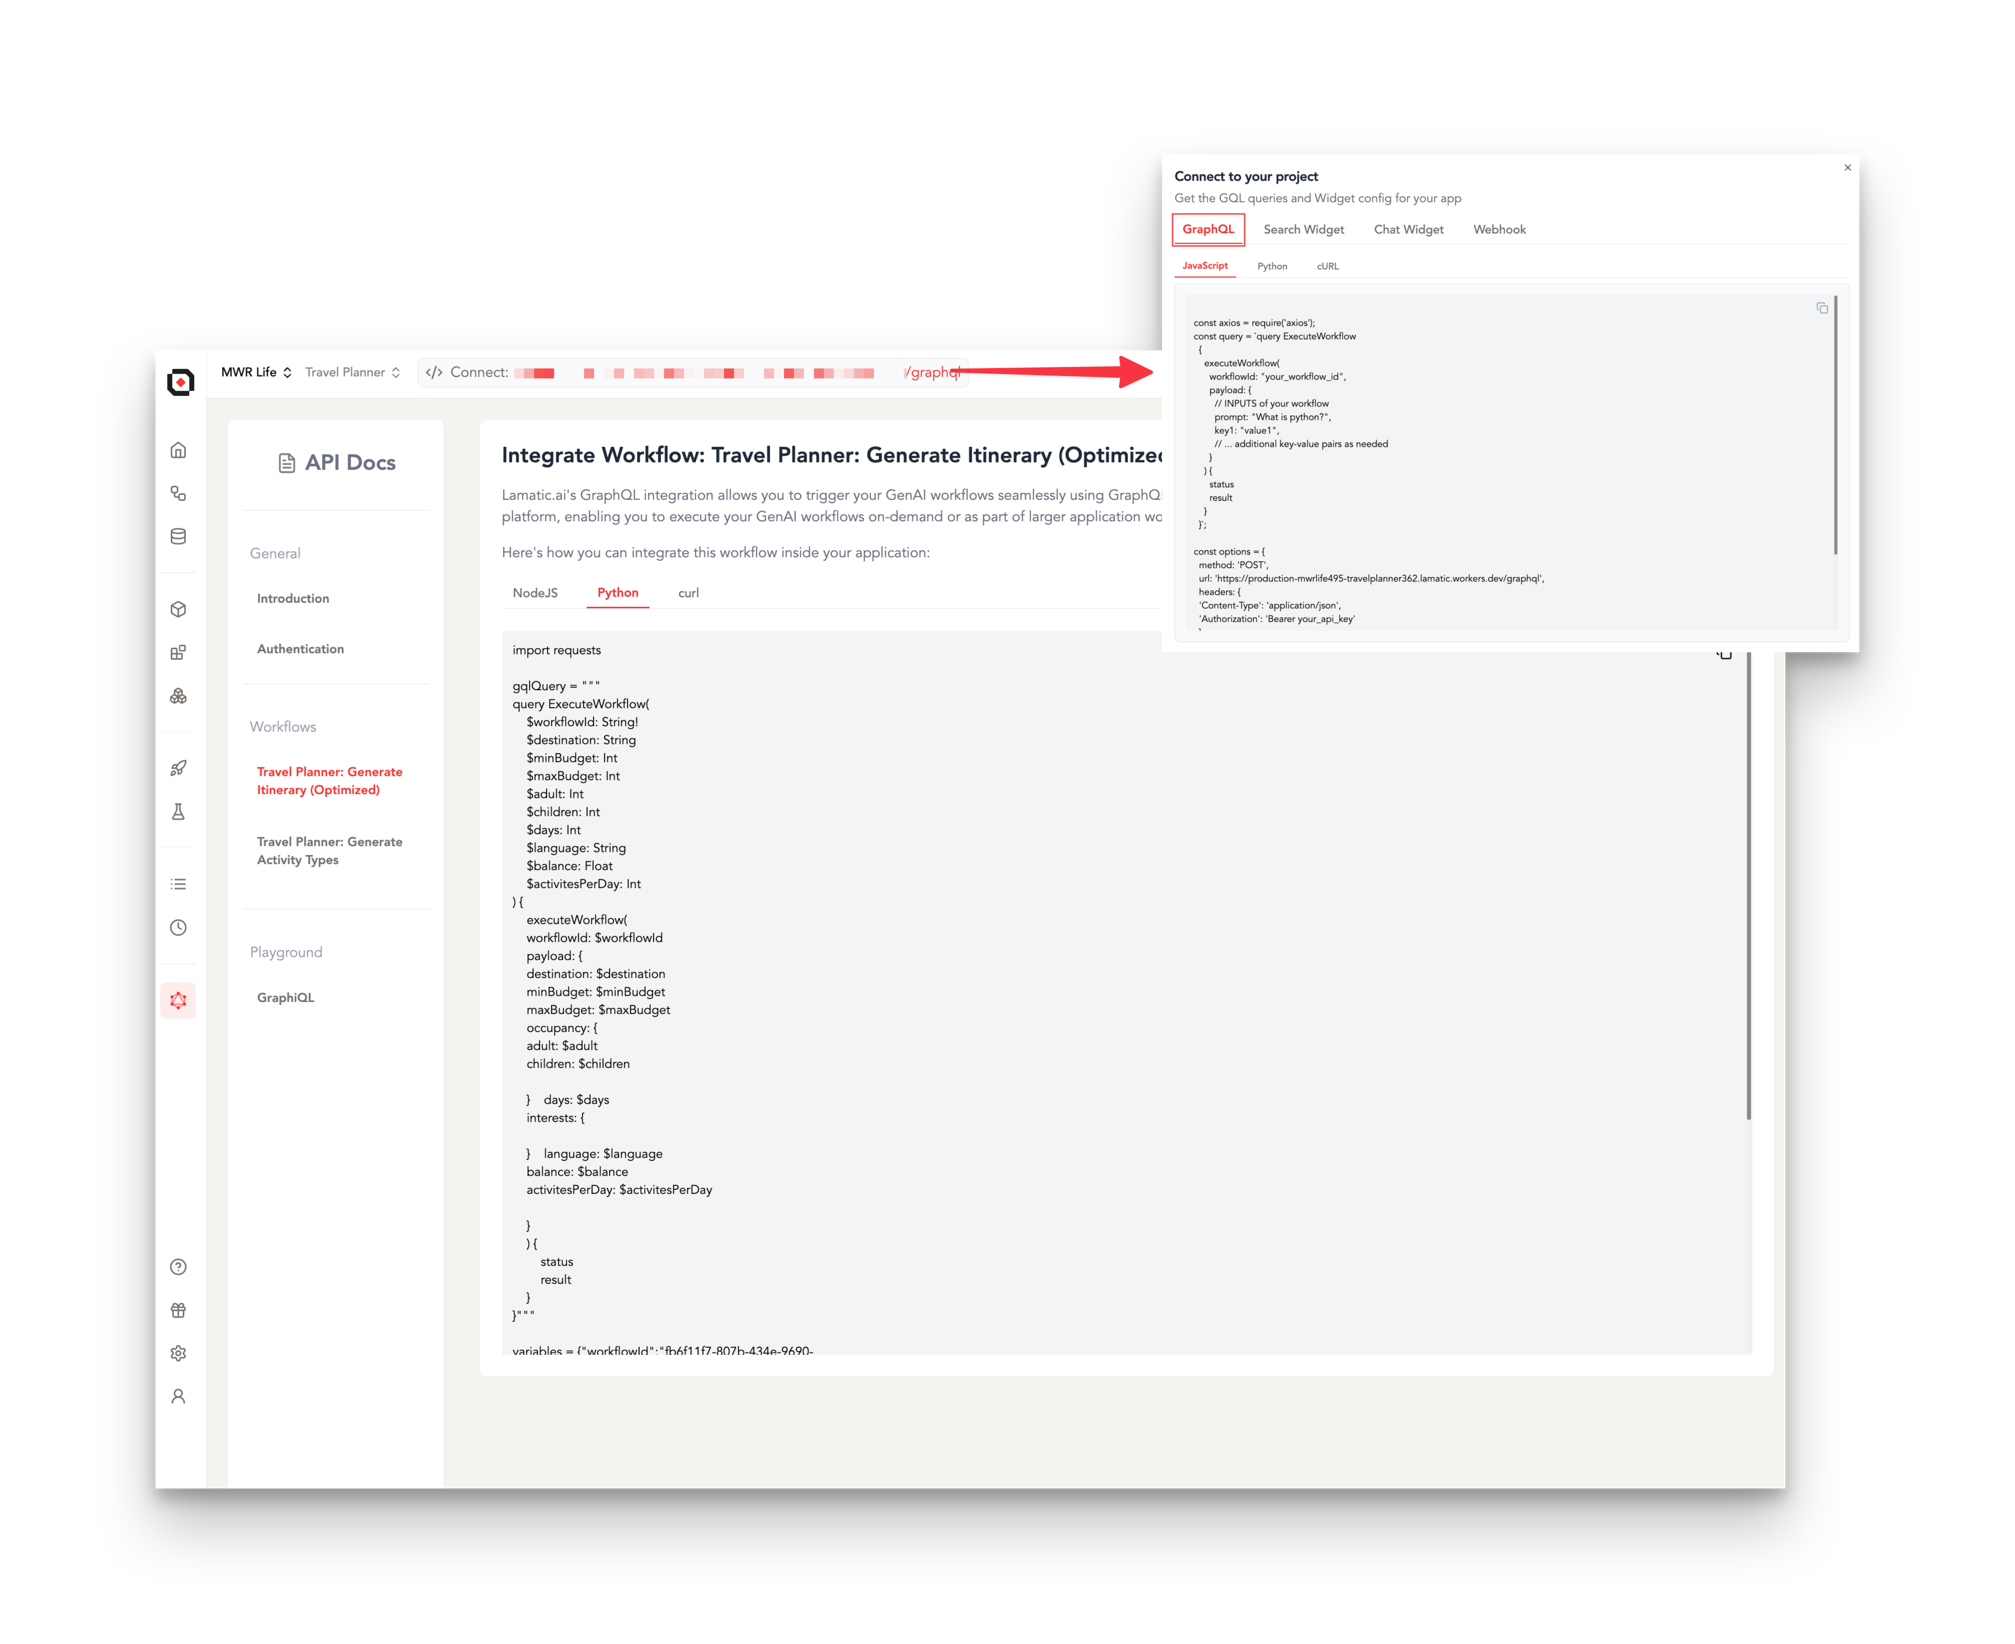 Connect to your project
Get the GQL queries and Widget config for your app
GraphQL Search Widget Chat Widget Webhook
JavaScript Python cURL
const axios = require('axios');
const query = `query ExecuteWorkflow
{
executeWorkflow(
workflowId: "your_workflow_id",
payload: {
// INPUTS of your workflow
prompt: "What is python?",
key1: "value1",
// ... additional key-value pairs as needed
}
) {
status
result
}
}`;
const options = {
method: 'POST',
url: 'https://production-mwrlife495-travelplanner362.lamatic.workers.dev/graphql',
headers: {
'Content-Type': 'application/json',
'Authorization': 'Bearer your_api_key'
MWR Life Travel Planner </> Connect: /graphql
API Docs
General
Introduction
Authentication
Workflows
Travel Planner: Generate
Itinerary (Optimized)
Travel Planner: Generate
Activity Types
Playground
GraphiQL
Integrate Workflow: Travel Planner: Generate Itinerary (Optimized
Lamatic.ai's GraphQL integration allows you to trigger your GenAI workflows seamlessly using GraphQL
platform, enabling you to execute your GenAI workflows on-demand or as part of larger application wo
Here's how you can integrate this workflow inside your application:
NodeJS Python curl
import requests
gqlQuery = """
query ExecuteWorkflow(
$workflowId: String!
$destination: String
$minBudget: Int
$maxBudget: Int
$adult: Int
$children: Int
$days: Int
$language: String
$balance: Float
$activitesPerDay: Int
) {
executeWorkflow(
workflowId: $workflowId
payload: {
destination: $destination
minBudget: $minBudget
maxBudget: $maxBudget
occupancy: {
adult: $adult
children: $children
} days: $days
interests: {
} language: $language
balance: $balance
activitesPerDay: $activitesPerDay
}
) {
status
result
}
}"""
variables = {"workflowId":"fb6f11f7-807b-434e-9690-